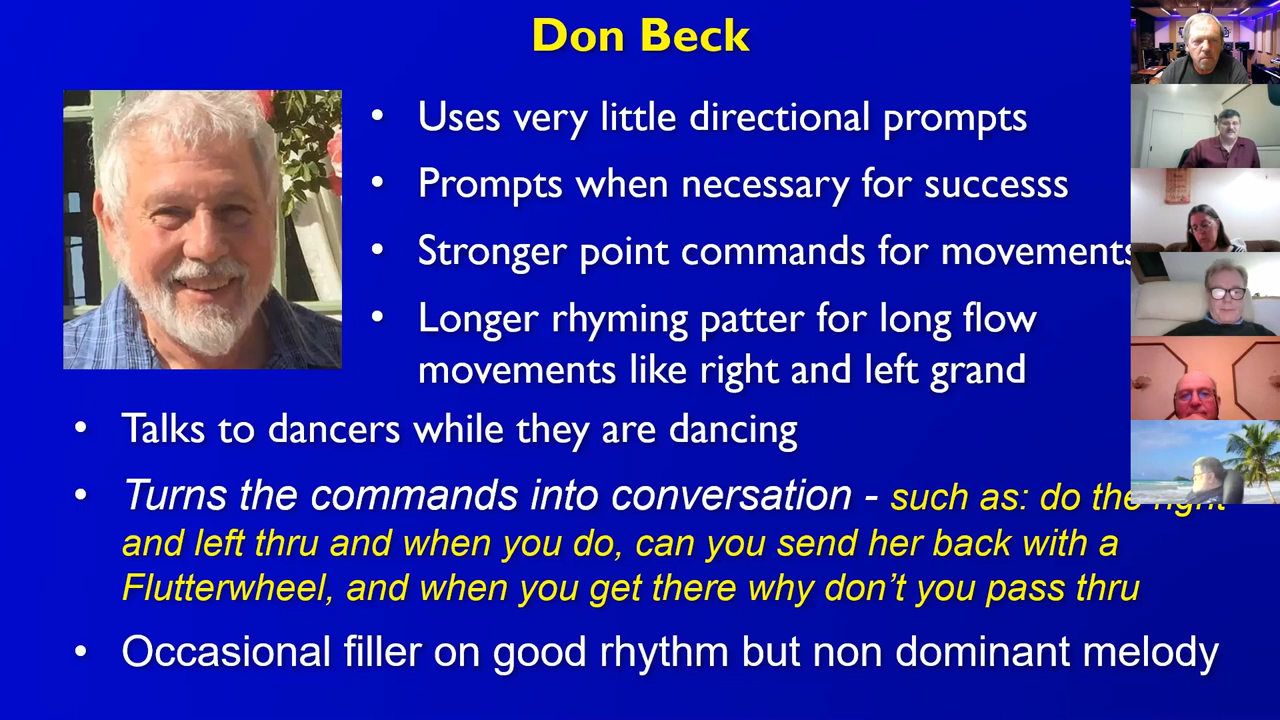 Don Beck
• Uses very little directional prompts
• Prompts when necessary for successs
• Stronger point commands for movements
• Longer rhyming patter for long flow
movements like right and left grand
• Talks to dancers while they are dancing
• Turns the commands into conversation - such as: do the right
and left thru and when you do, can you send her back with a
Flutterwheel, and when you get there why don’t you pass thru
• Occasional filler on good rhythm but non dominant melody